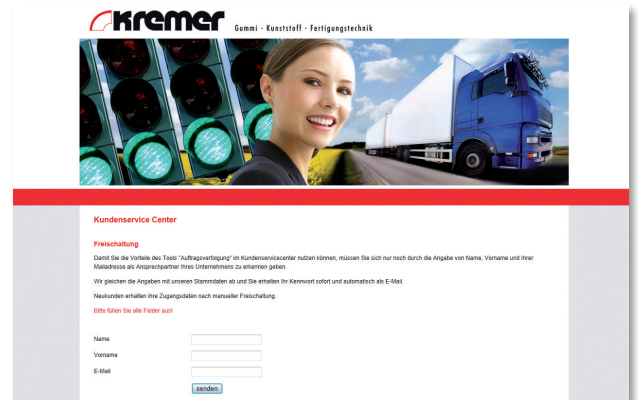 Kremer
Gummi - Kunststoff - Fertigungstechnik
Kundenservice Center
Freischaltung
Damit Sie die Vorteile des Tools "Auftragsverfolgung" im Kundenservicecenter nutzen können, müssen Sie sich nur noch durch die Angabe von Name, Vorname und Ihrer
Mailadresse als Ansprechpartner Ihres Unternehmens zu erkennen geben.
Wir gleichen die Angaben mit unseren Stammdaten ab und Sie erhalten Ihr Kennwort sofort und automatisch als E-Mail.
Neukunden erhalten ihre Zugangsdaten nach manueller Freischaltung.
Bitte füllen Sie alle Felder aus!
Name
Vorname
E-Mail
senden